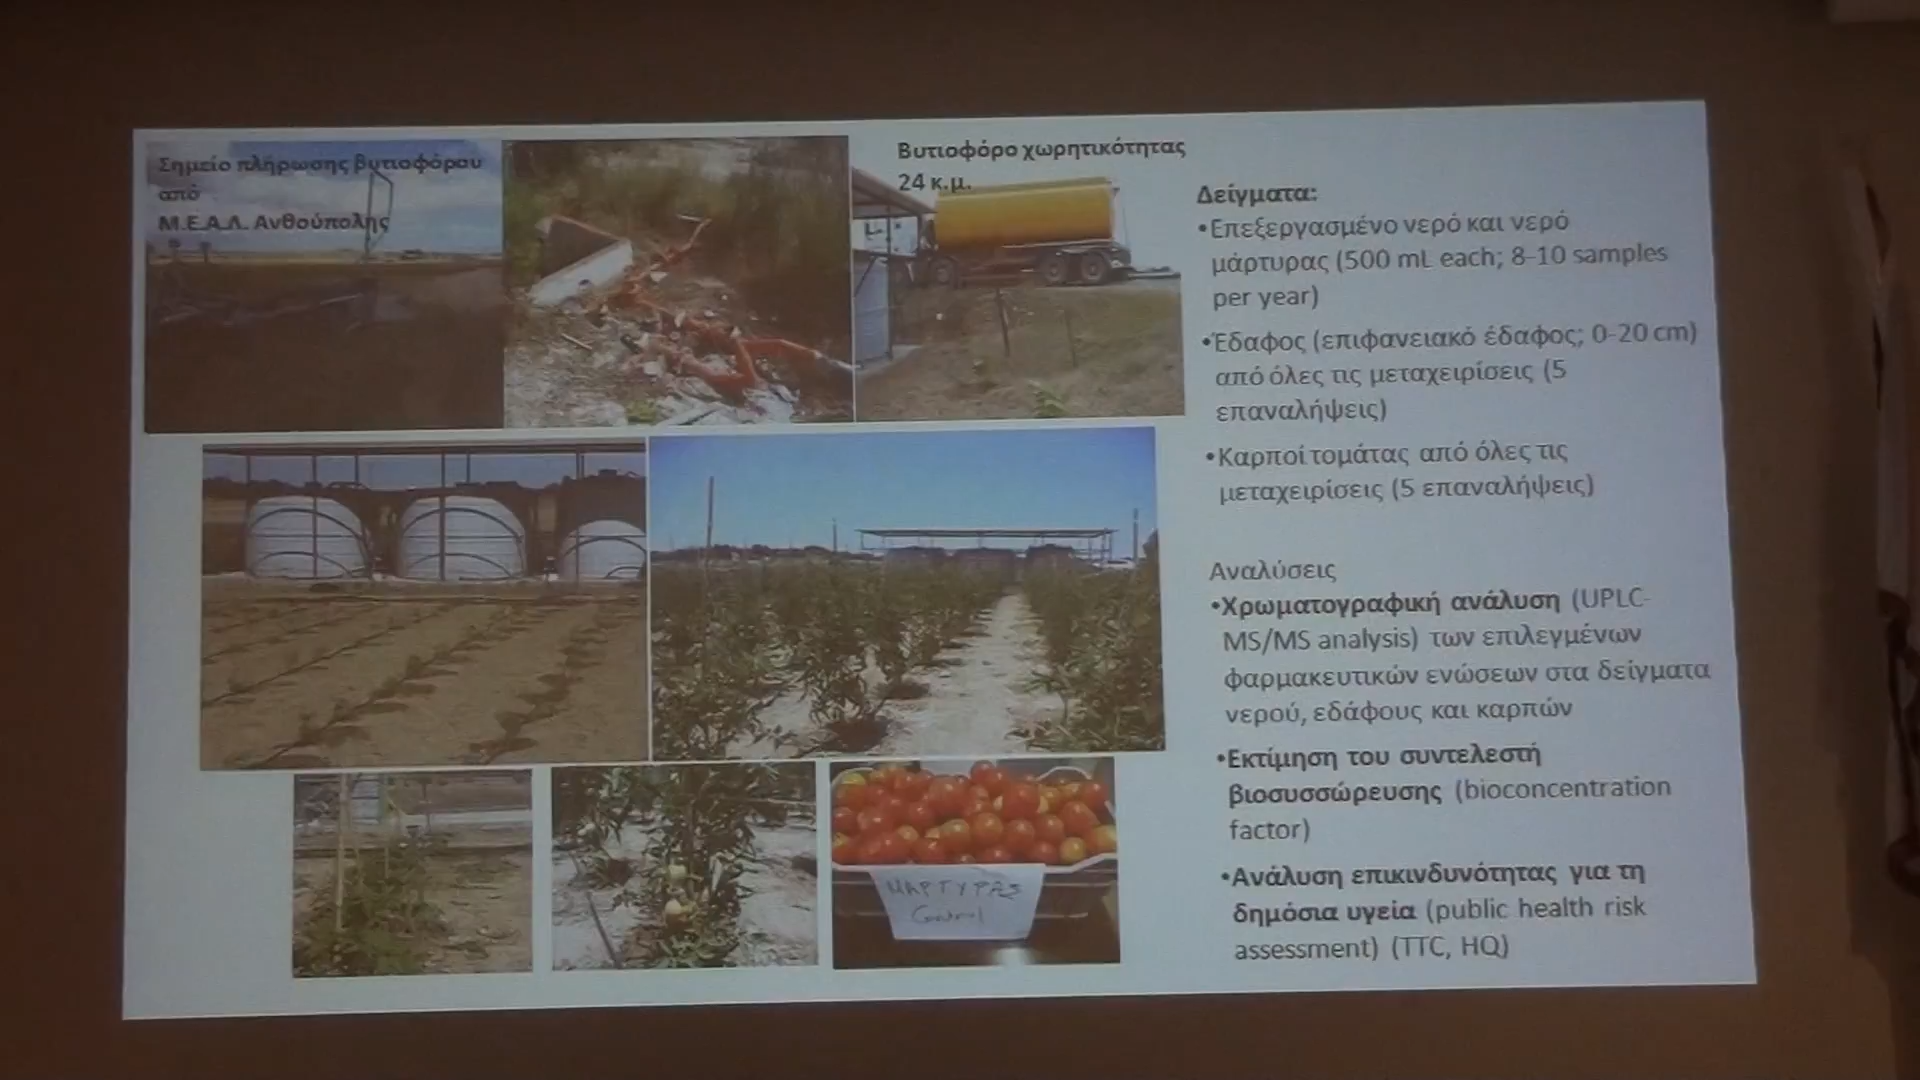 Σημείο πλήρωσης βυτιοφόρου
από
Μ.Ε.Α.Λ. Ανθούπολης
Βυτιοφόρο χωρητικότητας
24 κ.μ.
Δείγματα:
•Επεξεργασμένο νερό και νερό
μάρτυρας (500 mL each; 8-10 samples
per year)
•Έδαφος (επιφανειακό έδαφος; 0-20 cm)
από όλες τις μεταχειρίσεις (5
επαναλήψεις)
•Καρποί τομάτας από όλες τις
μεταχειρίσεις (5 επαναλήψεις)
Αναλύσεις
•Χρωματογραφική ανάλυση (UPLC-
MS/MS analysis) των επιλεγμένων
φαρμακευτικών ενώσεων στα δείγματα
νερού, εδάφους και καρπών
•Εκτίμηση του συντελεστή
βιοσυσσώρευσης (bioconcentration
factor)
•Ανάλυση επικινδυνότητας για τη
δημόσια υγεία (public health risk
assessment) (TTC, HQ)
ΜΑΡΤΥΡΑΣ
Control